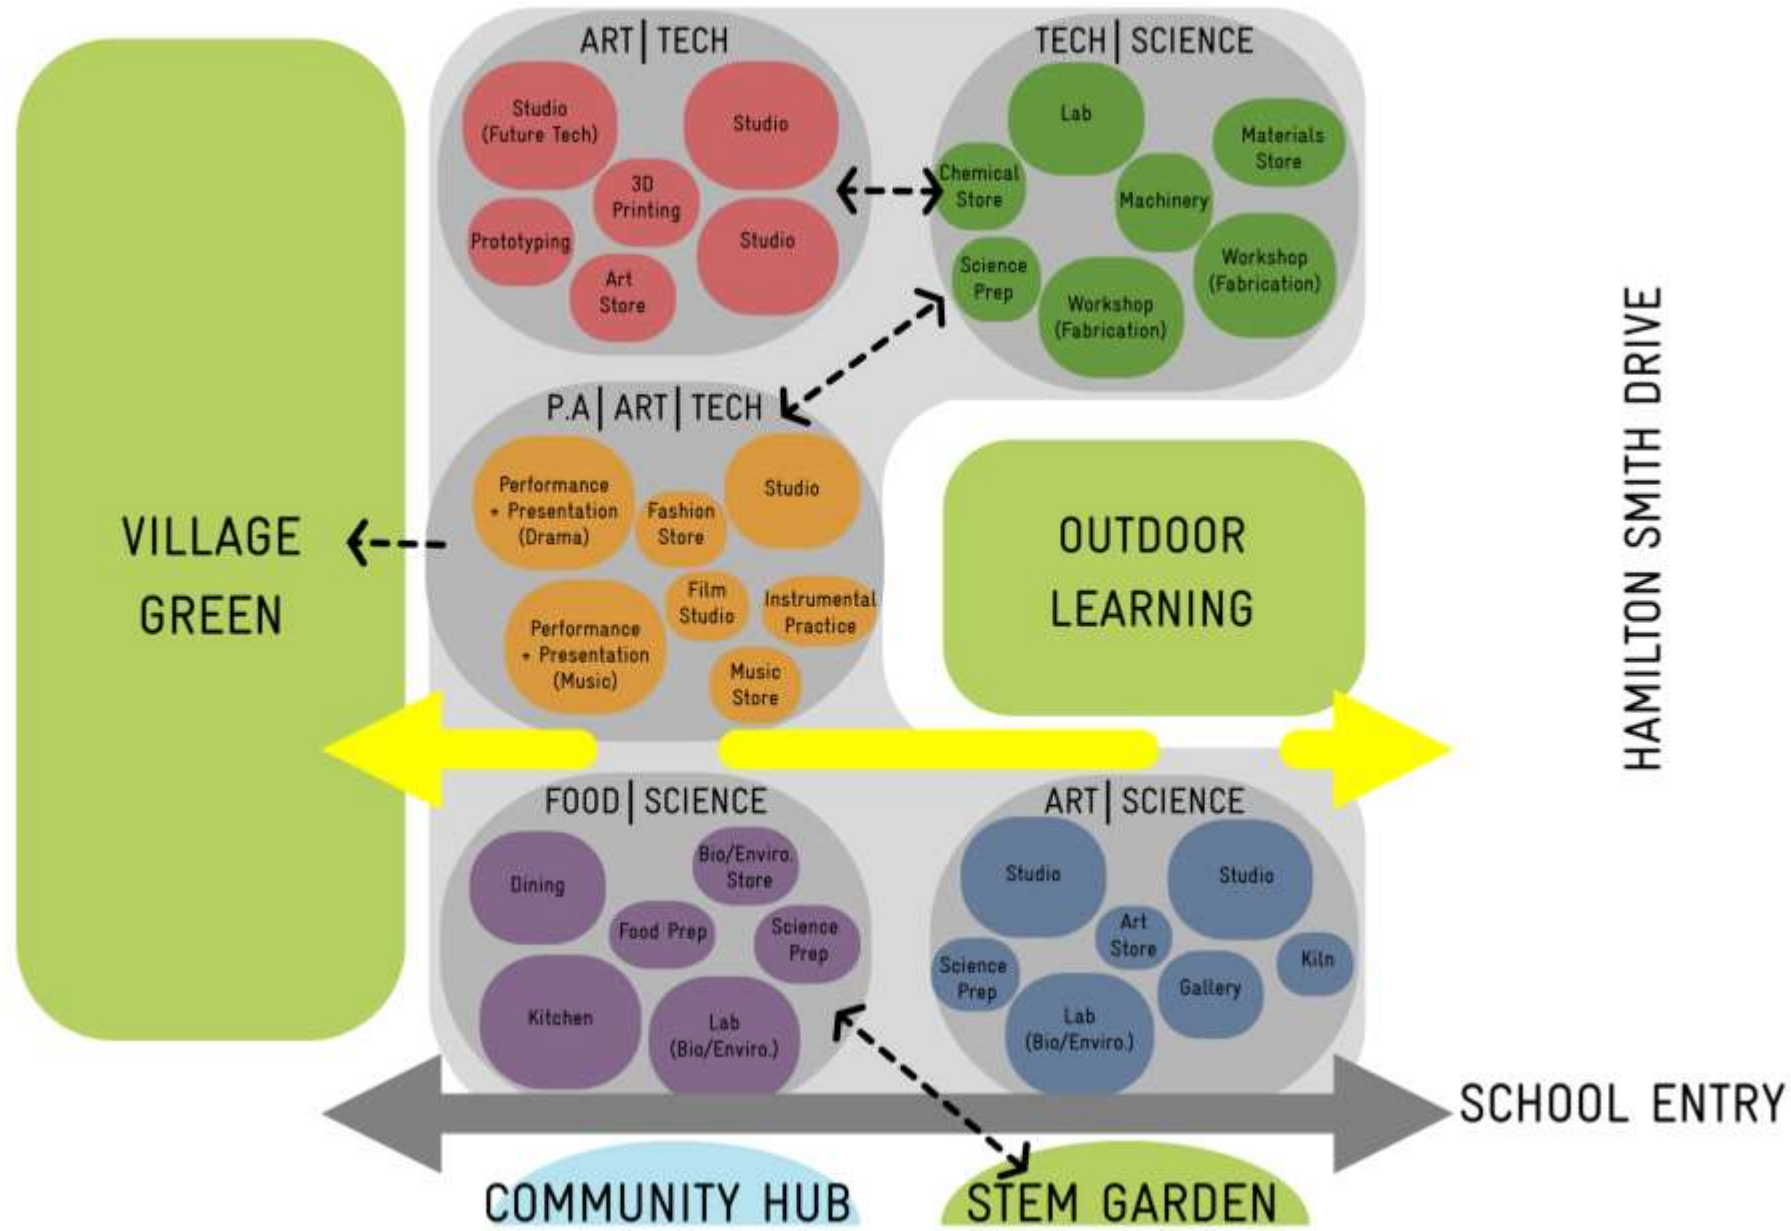 ART|TECH
Studio
(Future Tech)
Studio
3D
Printing
Prototyping
Studio
Art
Store
TECH|SCIENCE
Lab
Materials
Store
Chemical
Store
Machinery
Science
Prep
Workshop
(Fabrication)
Workshop
(Fabrication)
VILLAGE
GREEN
P.A|ART|TECH
Performance
+ Presentation
(Drama)
Fashion
Store
Studio
Film
Studio
Instrumental
Practice
Performance
+ Presentation
(Music)
Music
Store
OUTDOOR
LEARNING
HAMILTON SMITH DRIVE
FOOD|SCIENCE
Dining
Bio/Enviro.
Store
Food Prep
Science
Prep
Kitchen
Lab
(Bio/Enviro.)
ART|SCIENCE
Studio
Studio
Art
Store
Science
Prep
Gallery
Kiln
Lab
(Bio/Enviro.)
SCHOOL ENTRY
COMMUNITY HUB
STEM GARDEN